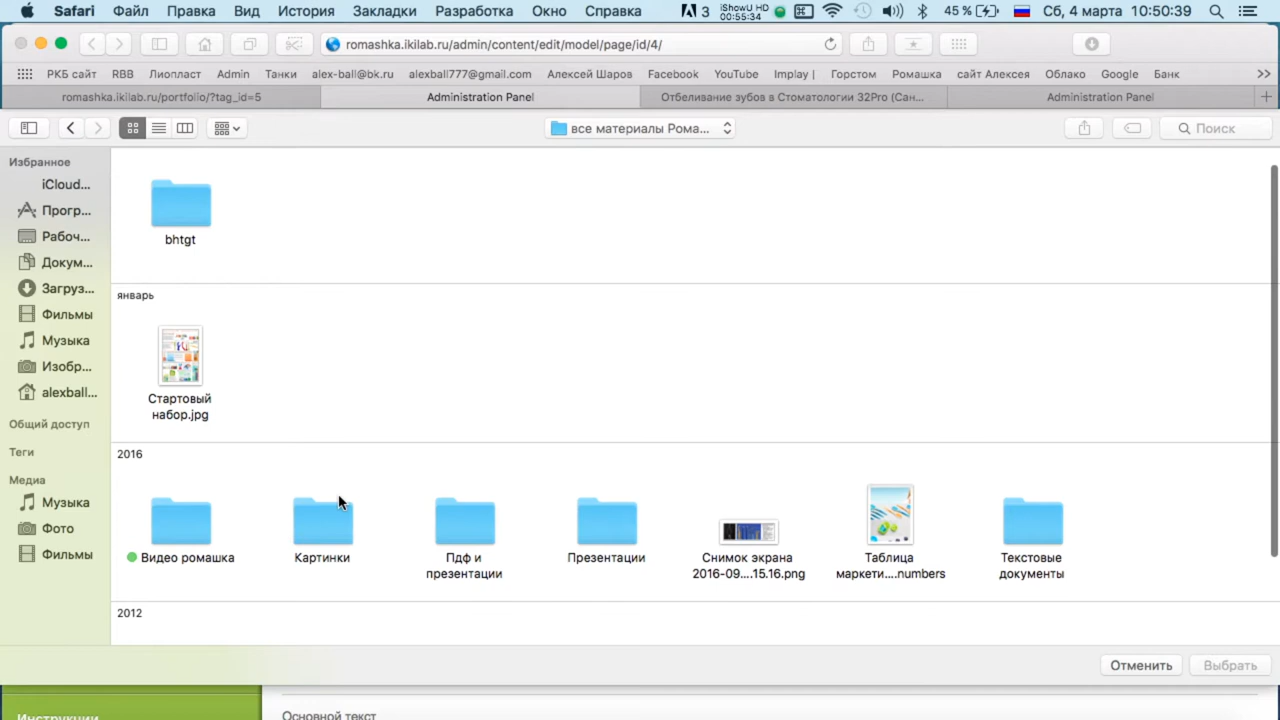 Safari Файл Правка Вид История Закладки Разработка Окно Справка 3 iShowU HD 00:55:34 45 % Сб, 4 марта 10:50:39
romashka.ikilab.ru/admin/content/edit/model/page/id/4/
РКБ сайт RBB Лиопласт Admin Танки alex-ball@bk.ru alexball777@gmail.com Алексей Шаров Facebook YouTube Implay | Горстом Ромашка сайт Алексея Облако Google Банк
romashka.ikilab.ru/portfolio/?tag_id=5 Administration Panel Отбеливание зубов в Стоматологии 32Pro (Сан... Administration Panel
все материалы Рома... Поиск
Избранное
iCloud...
Прогр...
Рабоч...
Докум...
Загруз...
Фильмы
Музыка
Изобр...
alexball...
Общий доступ
Теги
Медиа
Музыка
Фото
Фильмы
bhtgt
январь
Стартовый
набор.jpg
2016
Видео ромашка Картинки Пдф и Презентации Снимок экрана Таблица Текстовые
презентации 2016-09....15.16.png маркети....numbers документы
2012
Отменить Выбрать
Инструкции Основной текст